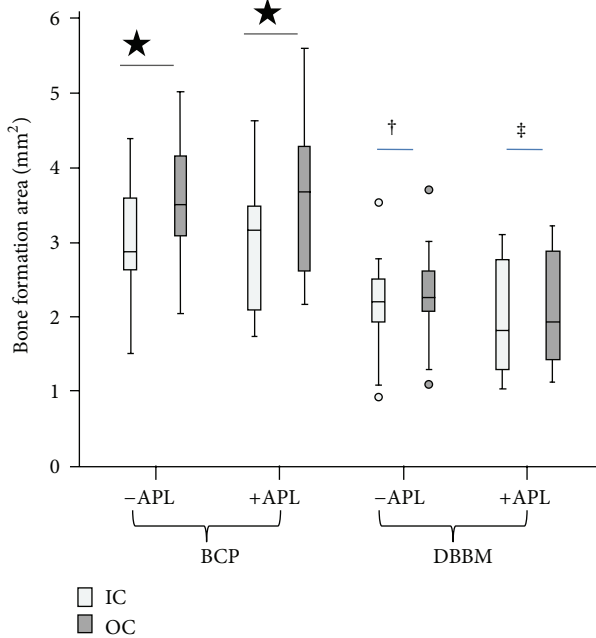 Bone formation area (mm²)
6
5
4
3
2
1
0
★
★
†
‡
−APL
+APL
−APL
+APL
BCP
DBBM
IC
OC